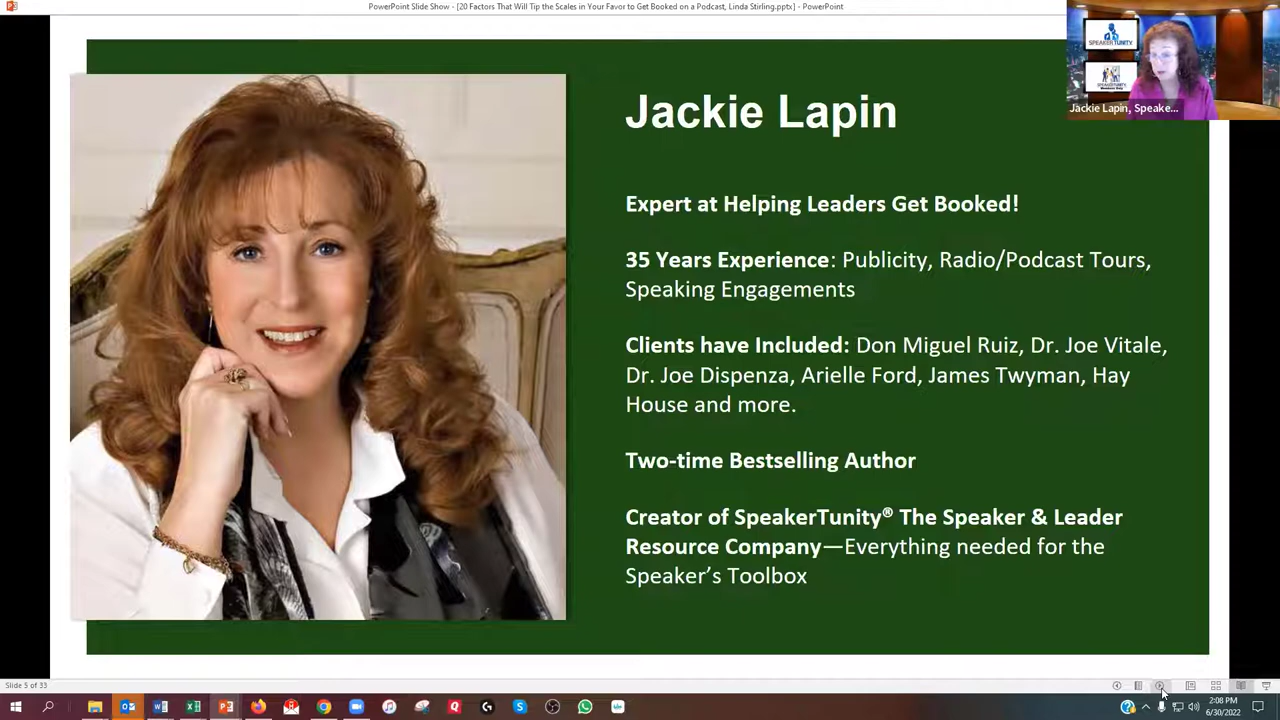 PowerPoint Slide Show - [20 Factors That Will Tip the Scales in Your Favor to Get Booked on a Podcast, Linda Stirling.pptx] - PowerPoint
SPEAKERTUNITY
SPEAKERTUNITY
Members Only
Jackie Lapin, Speake...
Jackie Lapin
Expert at Helping Leaders Get Booked!
35 Years Experience: Publicity, Radio/Podcast Tours,
Speaking Engagements
Clients have Included: Don Miguel Ruiz, Dr. Joe Vitale,
Dr. Joe Dispenza, Arielle Ford, James Twyman, Hay
House and more.
Two-time Bestselling Author
Creator of SpeakerTunity® The Speaker & Leader
Resource Company—Everything needed for the
Speaker’s Toolbox
Slide 5 of 33
2:08 PM
6/30/2022